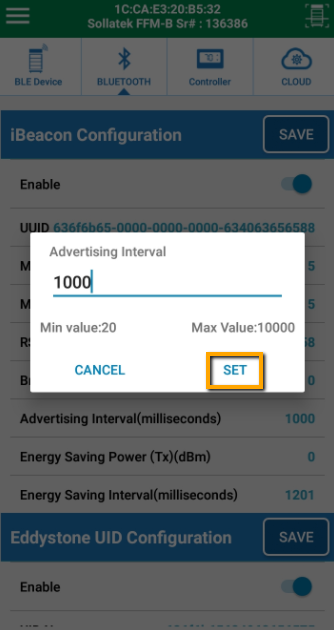 1C:CA:E3:20:B5:32
Sollatek FFM-B Sr# : 136386
BLE Device
BLUETOOTH
Controller
CLOUD
iBeacon Configuration
SAVE
Enable
UUID 636f6b65-0000-0000-0000-634063656588
Advertising Interval
1000
Min value:20
Max Value:10000
CANCEL
SET
Advertising Interval(milliseconds) 1000
Energy Saving Power (Tx)(dBm) 0
Energy Saving Interval(milliseconds) 1201
Eddystone UID Configuration
SAVE
Enable